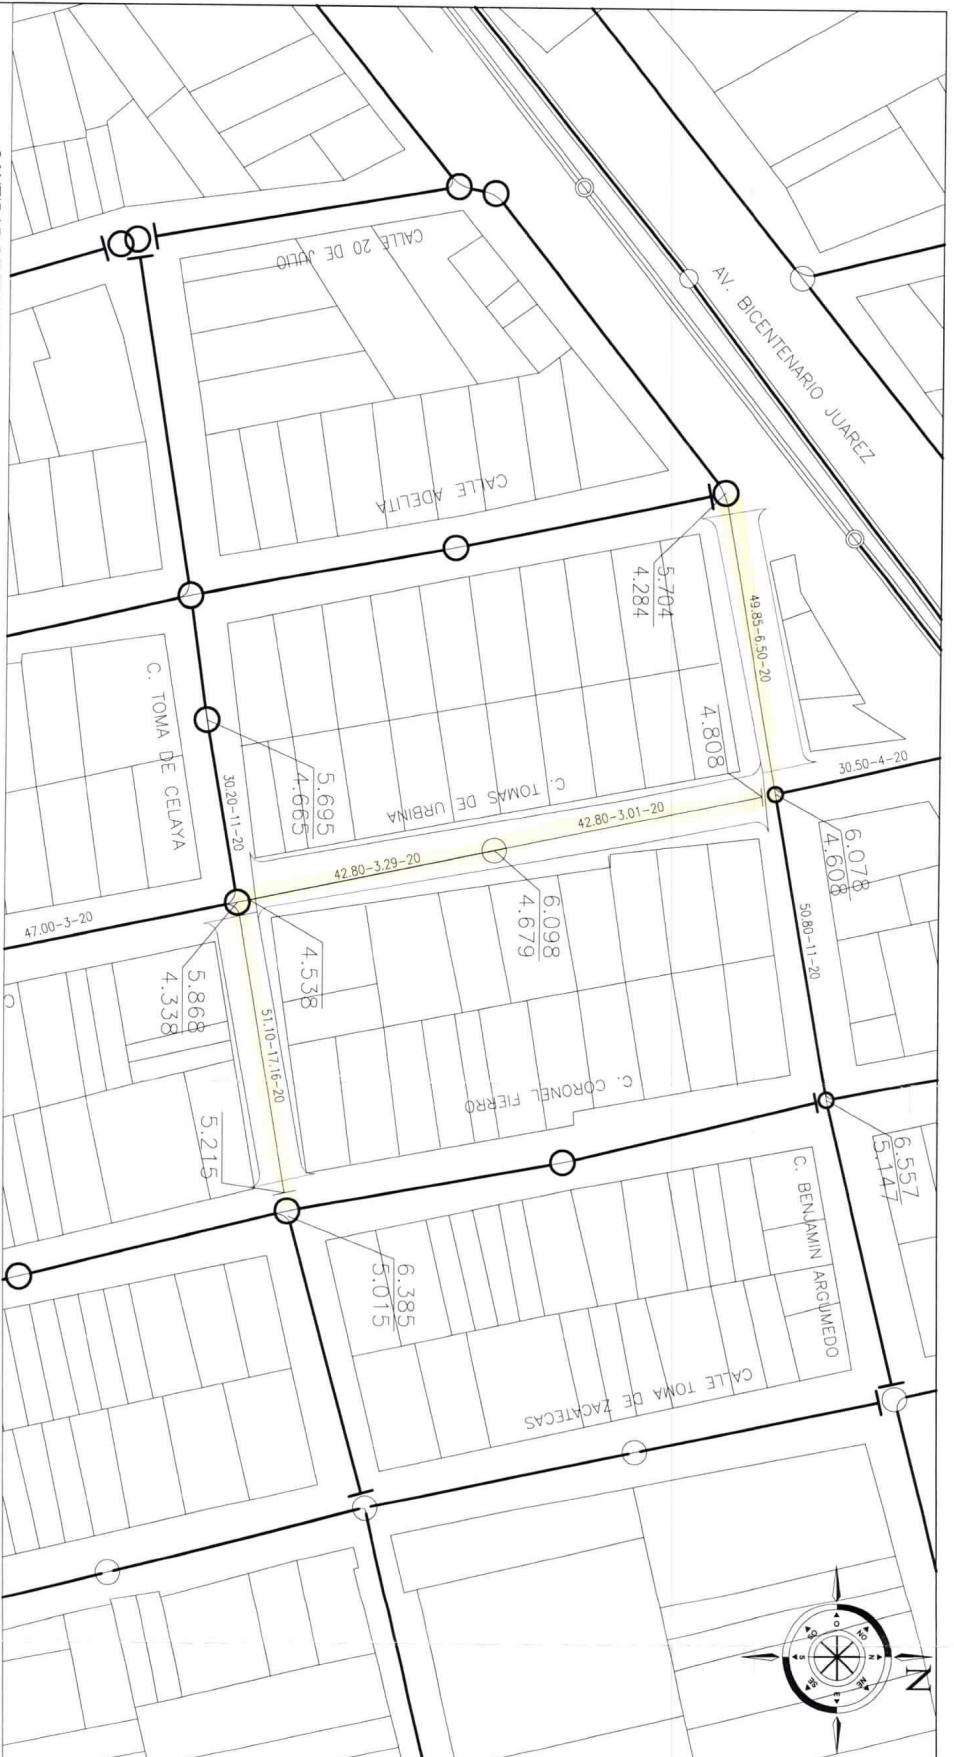 CALLE 20 DE JULIO
AV. BICENTENARIO JUAREZ
CALLE ADELITA
5.704
4.284
49.85-6.50-20
C. TOMA DE CELAYA
4.808
30.50-4-20
5.695
4.665
30.20-11-20
C. TOMAS DE URBINA
42.80-3.01-20
42.80-3.29-20
6.078
4.608
47.00-3-20
6.098
4.679
50.80-11-20
4.538
5.868
4.338
51.10-17.16-20
C. CORONEL FIERRO
5.215
6.557
5.147
C. BENJAMIN ARGUMEDO
6.385
5.015
CALLE TOMA DE ZACATECAS
N
N
NE
E
SE
S
SO
O
NO